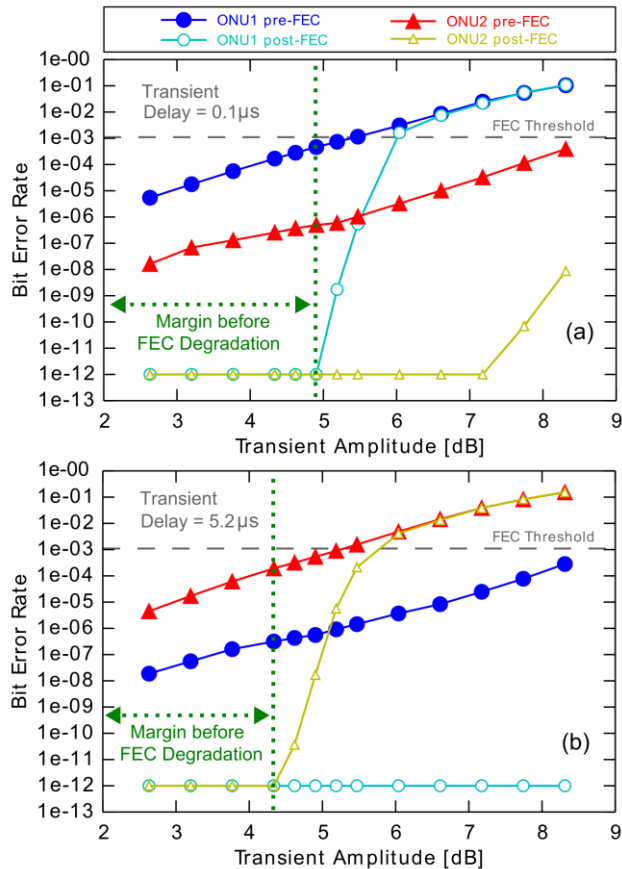 ONU1 pre-FEC ONU2 pre-FEC
ONU1 post-FEC ONU2 post-FEC
1e-00
1e-01
1e-02
1e-03
1e-04
1e-05
1e-06
1e-07
1e-08
1e-09
1e-10
1e-11
1e-12
1e-13
Bit Error Rate
Transient
Delay = 0.1µs
FEC Threshold
Margin before
FEC Degradation
(a)
2 3 4 5 6 7 8 9
Transient Amplitude [dB]
1e-00
1e-01
1e-02
1e-03
1e-04
1e-05
1e-06
1e-07
1e-08
1e-09
1e-10
1e-11
1e-12
1e-13
Bit Error Rate
Transient
Delay = 5.2µs
FEC Threshold
Margin before
FEC Degradation
(b)
2 3 4 5 6 7 8 9
Transient Amplitude [dB]